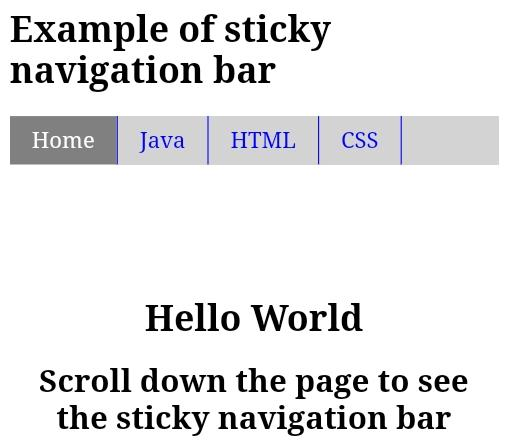 Example of sticky
navigation bar
Home Java HTML CSS
Hello World
Scroll down the page to see
the sticky navigation bar